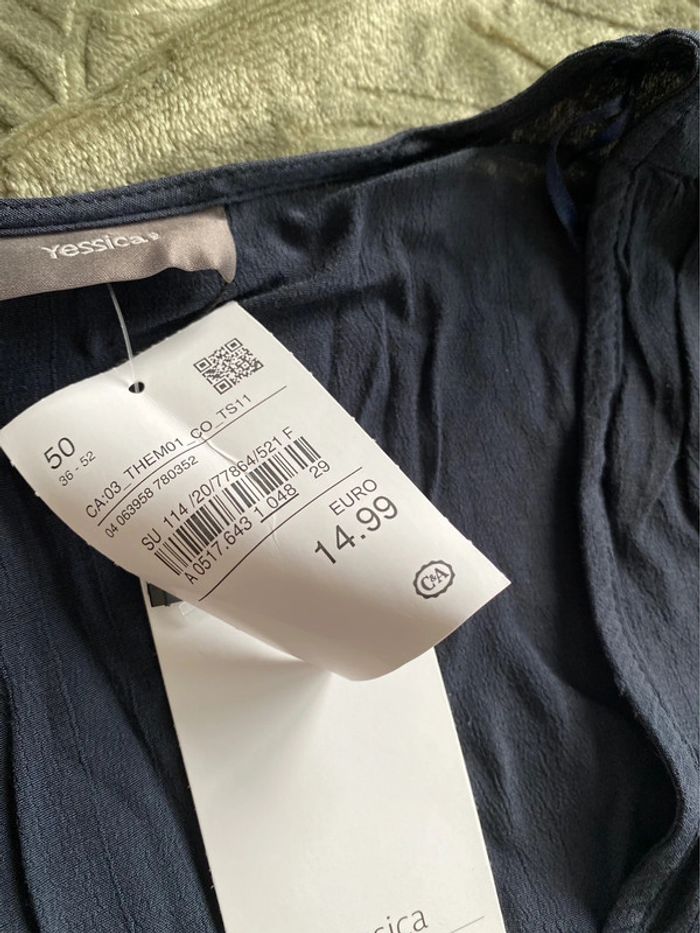 Yessica
50
36 - 52
CA:03_THEM01_CO_TS11
04 063958 780352
SU 114 /20/77864/521 F
A 0517.643 1 048 29
EURO
14.99
C&A
sica